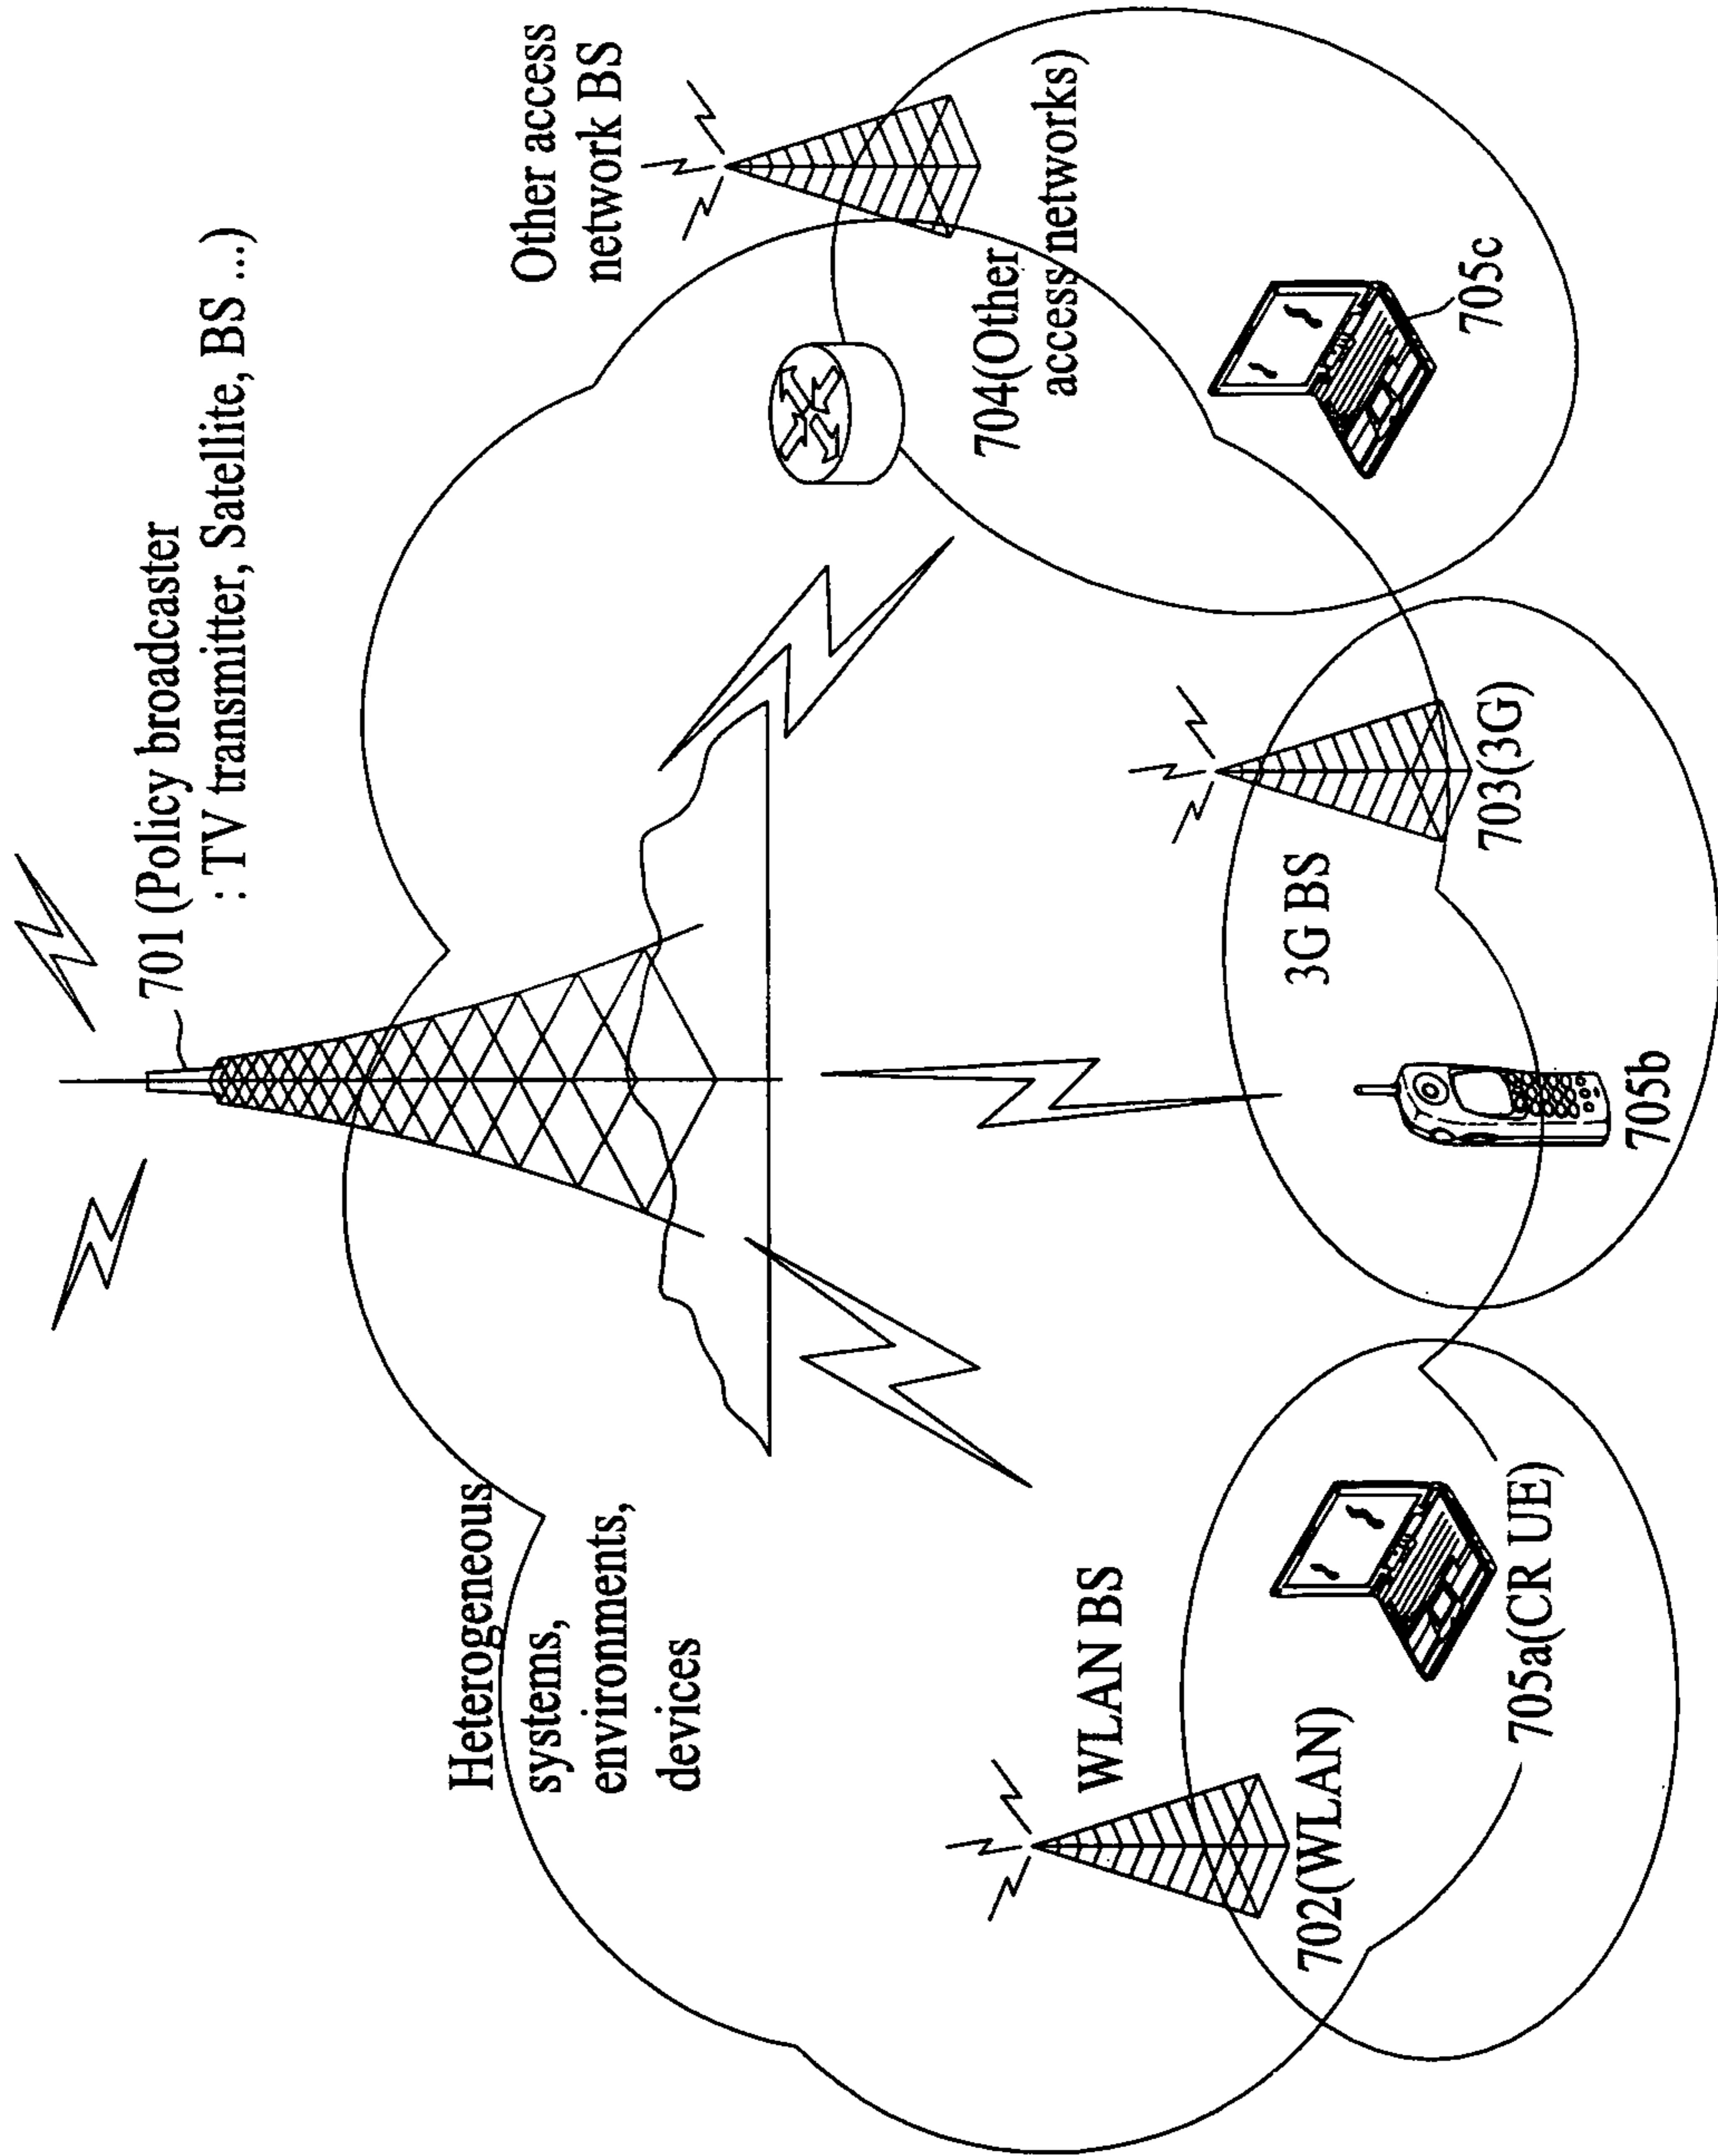 701 (Policy broadcaster
: TV transmitter, Satellite, BS ...)
Heterogeneous
systems,
environments,
devices
Other access
network BS
704(Other
access networks)
705c
WLAN BS
702(WLAN)
705a(CR UE)
3G BS
703(3G)
705b